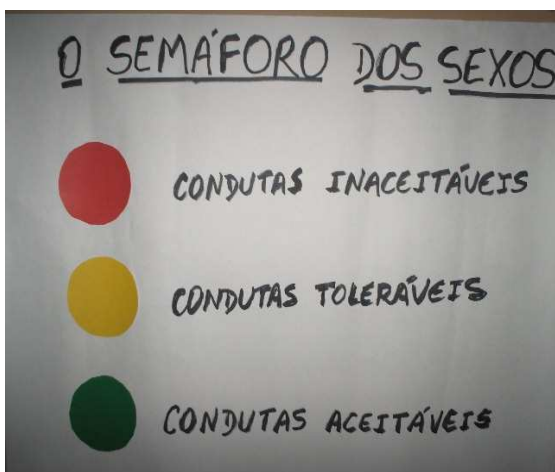 O SEMÁFORO DOS SEXOS
CONDUTAS INACEITÁVEIS
CONDUTAS TOLERÁVEIS
CONDUTAS ACEITÁVEIS